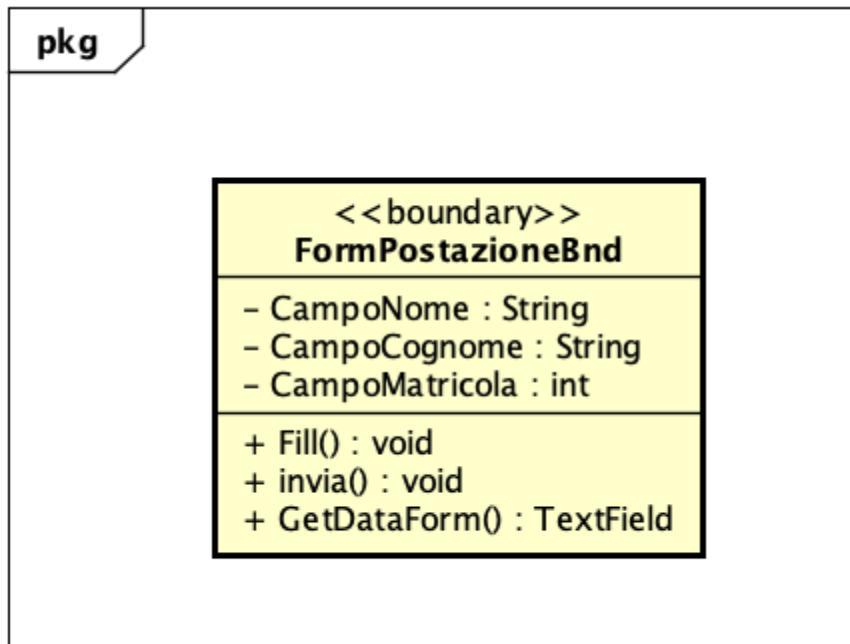 pkg
<<boundary>>
FormPostazioneBnd
– CampoNome : String
– CampoCognome : String
– CampoMatricola : int
+ Fill() : void
+ invia() : void
+ GetDataForm() : TextField